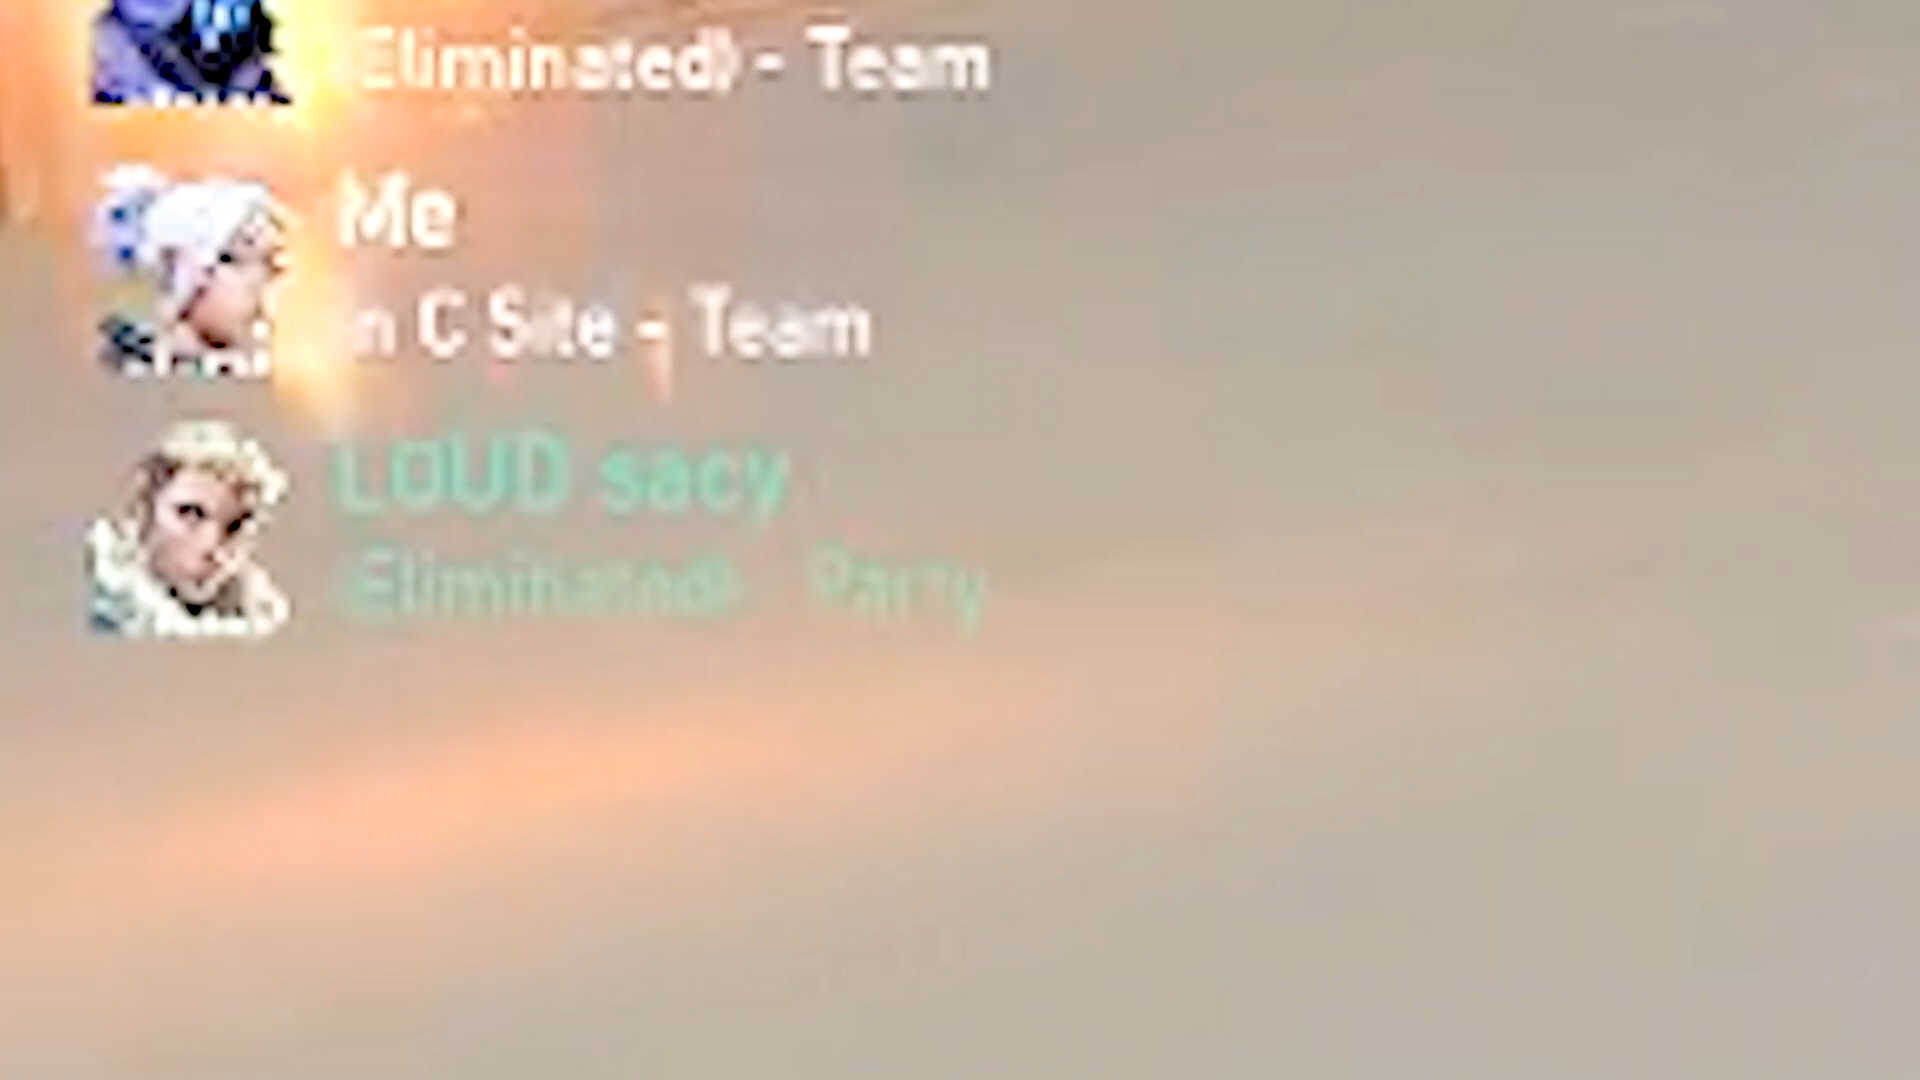 (Eliminated) - Team
Me
in C Site - Team
LOUD sacy
(Eliminated) - Party